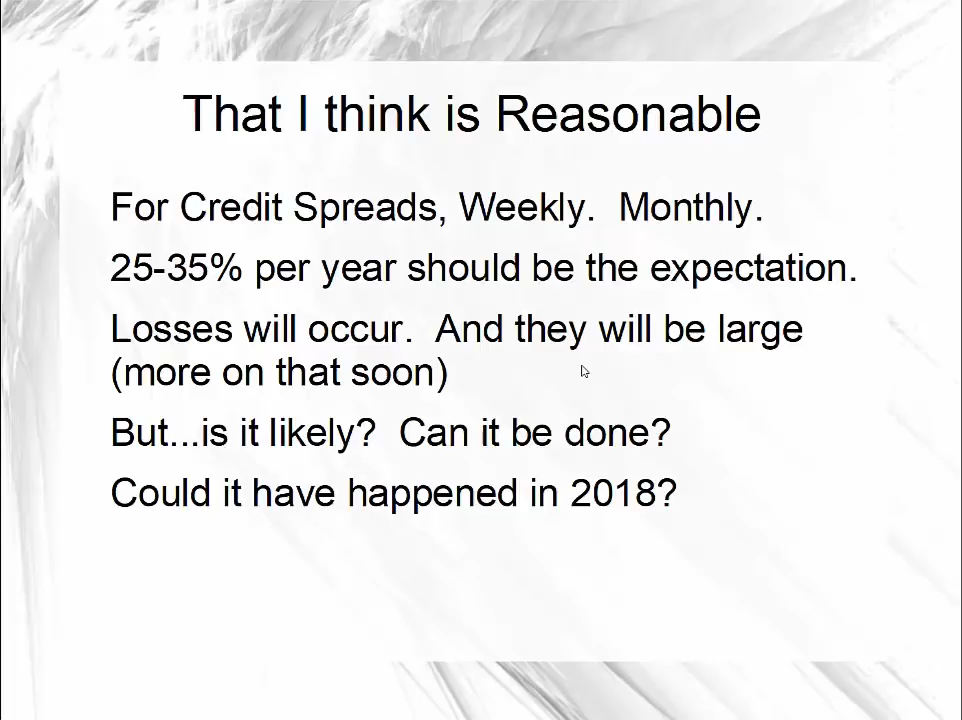 That I think is Reasonable
For Credit Spreads, Weekly.  Monthly.
25-35% per year should be the expectation.
Losses will occur.  And they will be large
(more on that soon)
But...is it likely?  Can it be done?
Could it have happened in 2018?